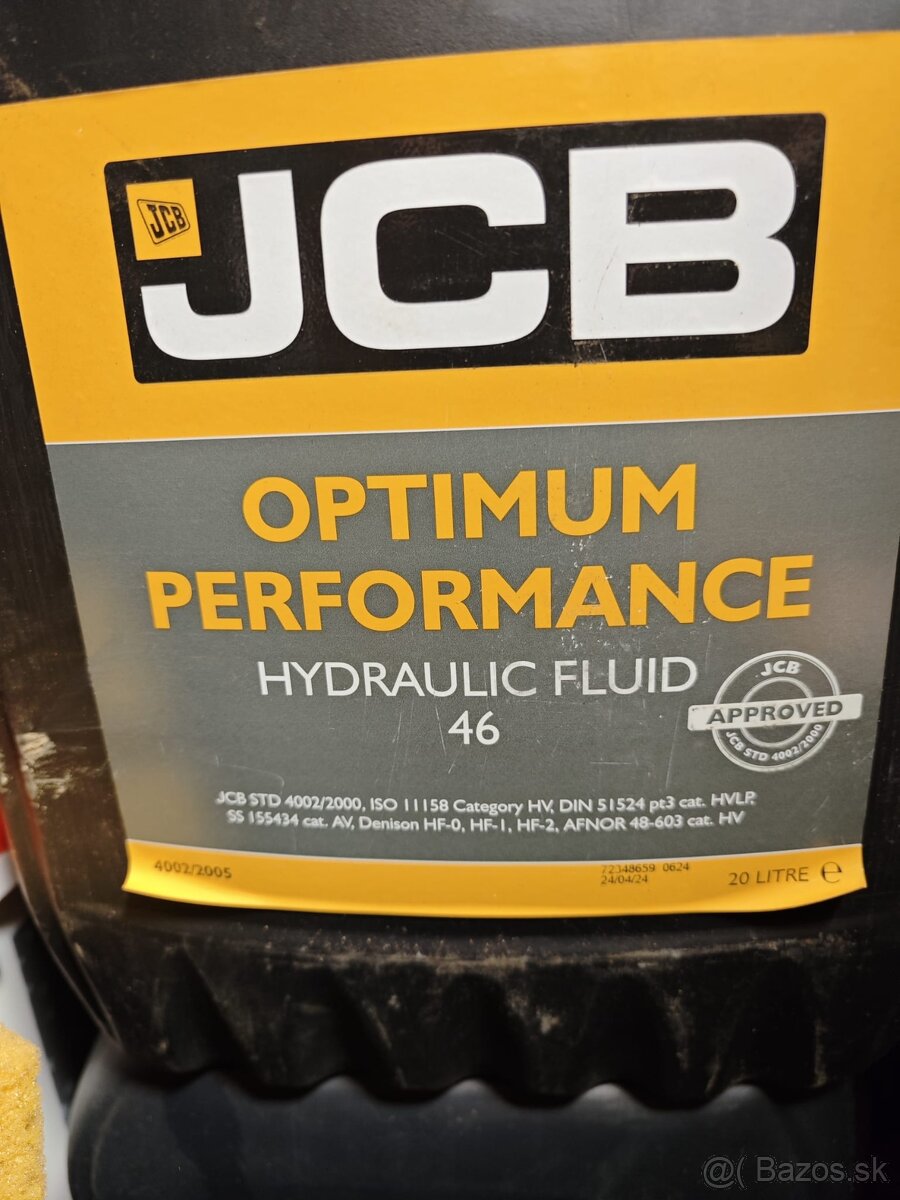 JCB
JCB
OPTIMUM
PERFORMANCE
HYDRAULIC FLUID
46
JCB
APPROVED
JCB STD 4002/2000
JCB STD 4002/2000, ISO 11158 Category HV, DIN 51524 pt3 cat. HVLP,
SS 155434 cat. AV, Denison HF-0, HF-1, HF-2, AFNOR 48-603 cat. HV
4002/2005
72348659 0624
24/04/24
20 LITRE ℮
@( Bazos.sk